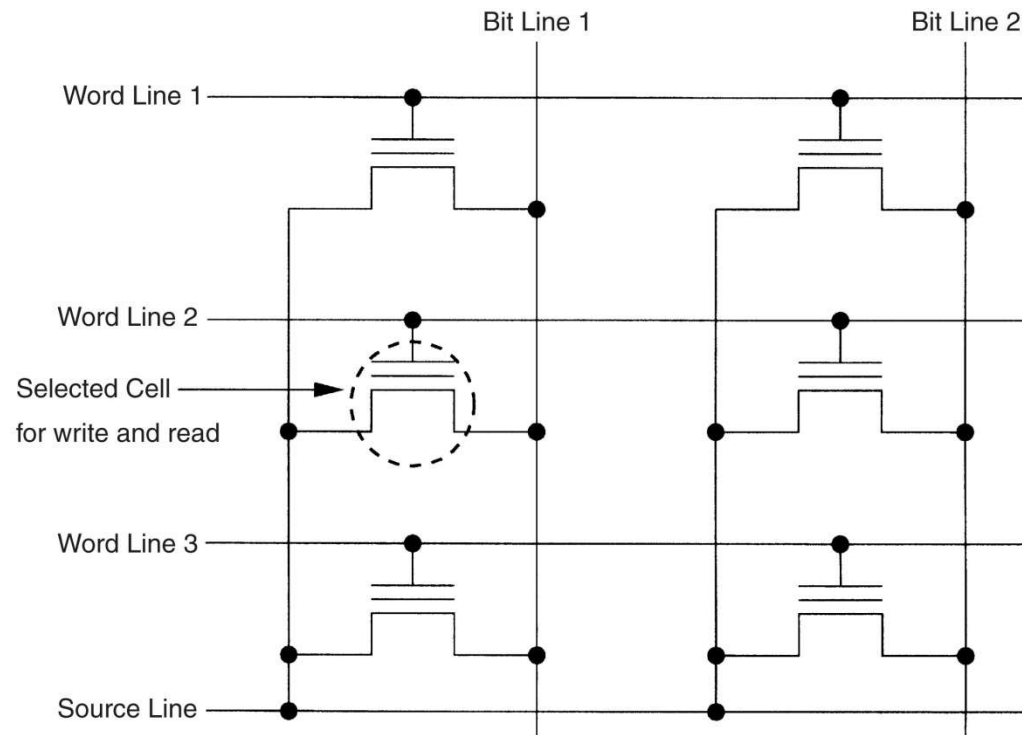 Bit Line 1
Bit Line 2
Word Line 1
Word Line 2
Selected Cell
for write and read
Word Line 3
Source Line